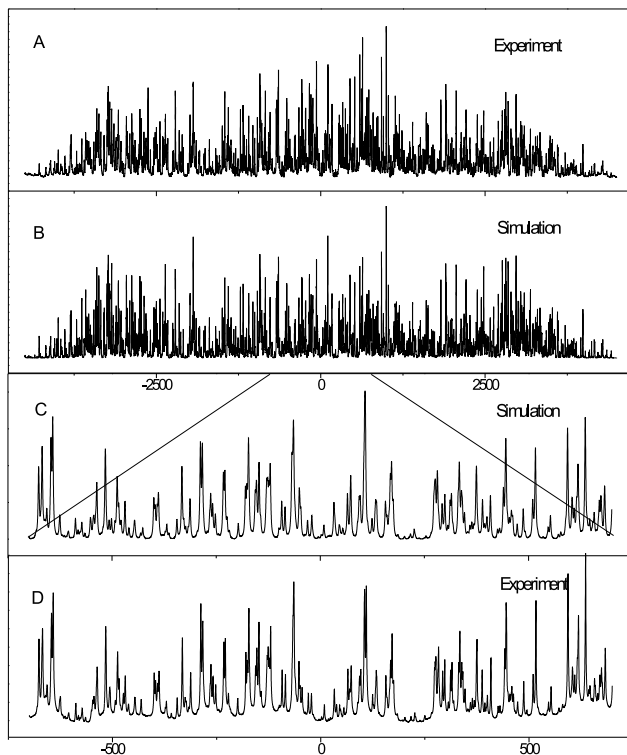 A
Experiment
B
Simulation
-2500 0 2500
C
Simulation
D
Experiment
-500 0 500